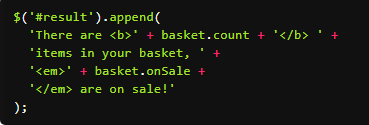 $('#result').append(
  'There are <b>' + basket.count + '</b> ' +
  'items in your basket, ' +
  '<em>' + basket.onSale +
  '</em> are on sale!'
);